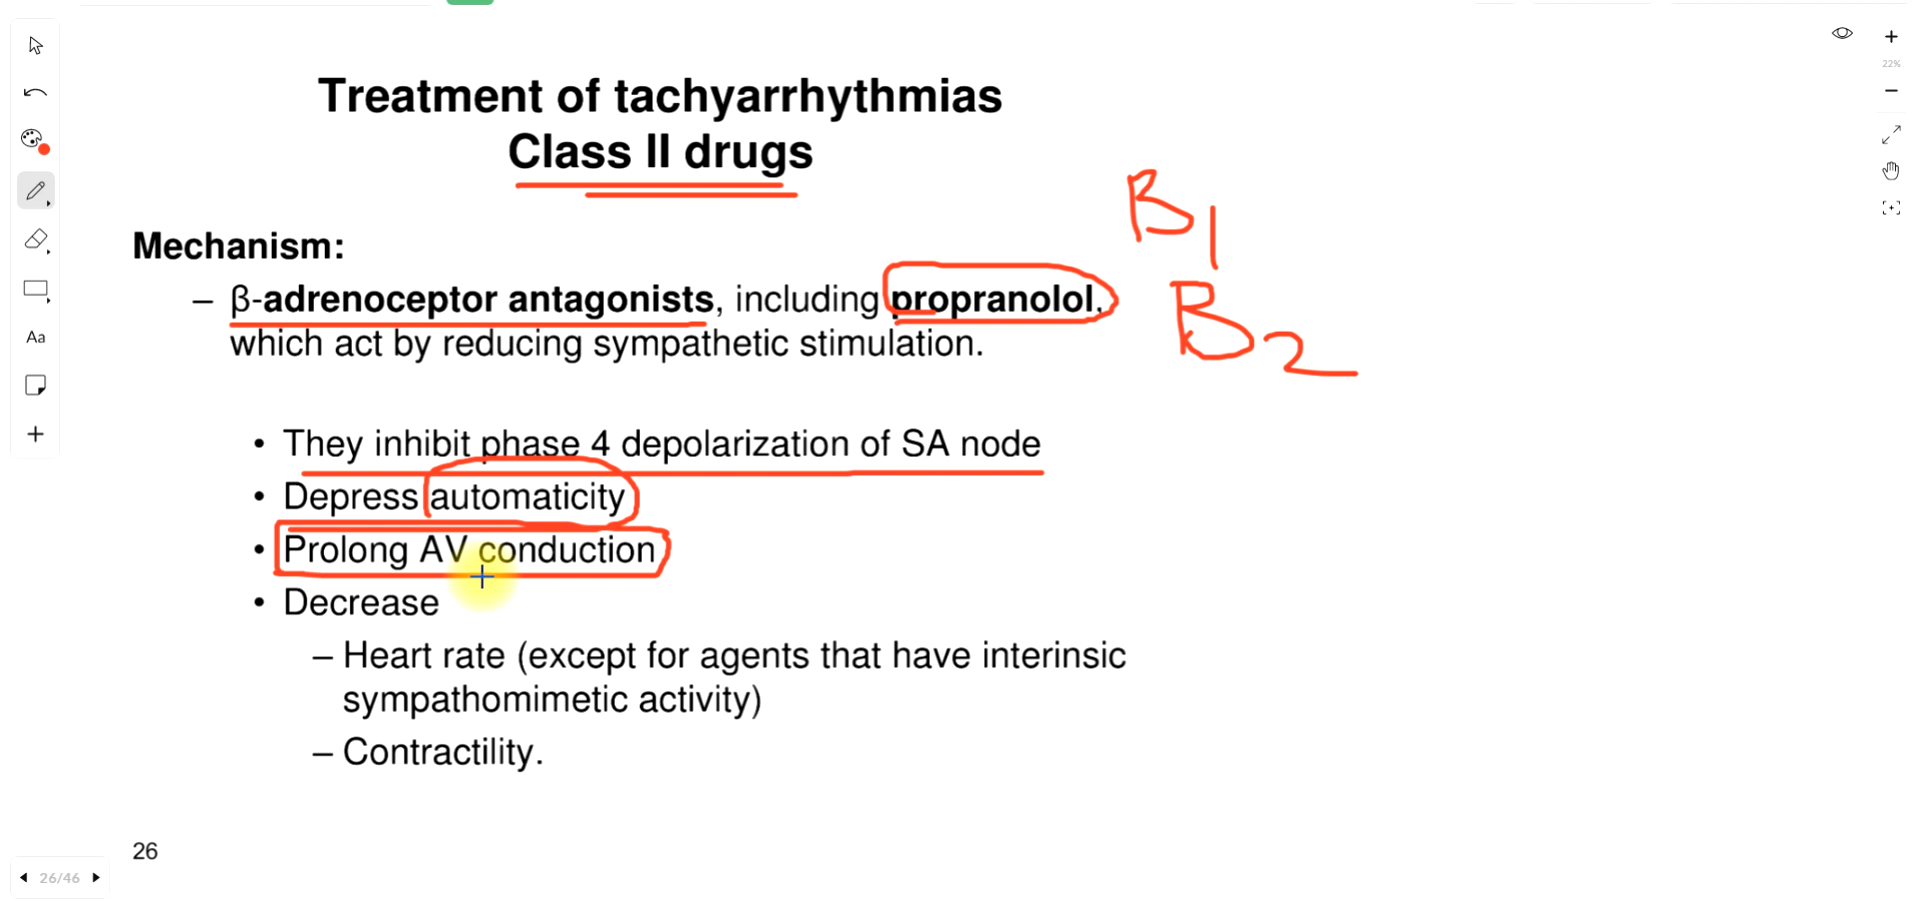 Treatment of tachyarrhythmias
Class II drugs
Mechanism:
– β-adrenoceptor antagonists, including propranolol,
which act by reducing sympathetic stimulation.
B1
B2
• They inhibit phase 4 depolarization of SA node
• Depress automaticity
• Prolong AV conduction
• Decrease
– Heart rate (except for agents that have interinsic
sympathomimetic activity)
– Contractility.
26
26/46
Aa
22%